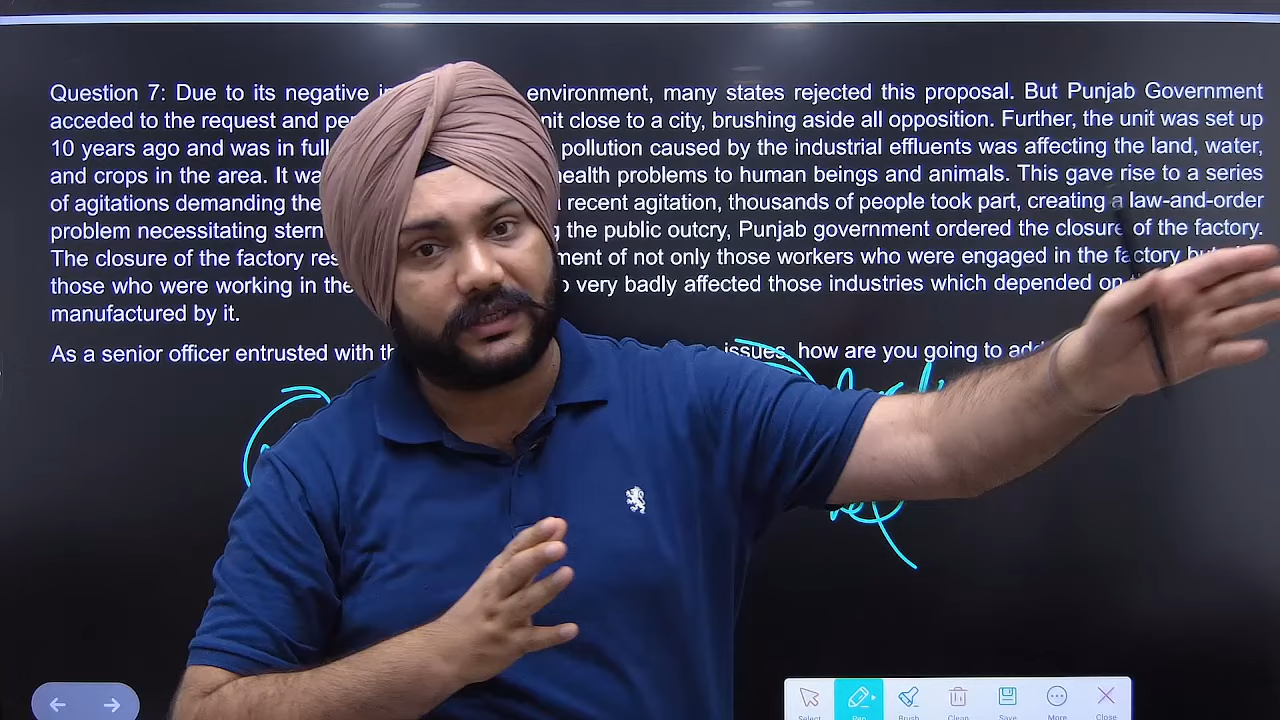 Question 7: Due to its negative environment, many states rejected this proposal. But Punjab Government
acceded to the request and close to a city, brushing aside all opposition. Further, the unit was set up
10 years ago and was in full pollution caused by the industrial effluents was affecting the land, water,
and crops in the area. It health problems to human beings and animals. This gave rise to a series
of agitations demanding the recent agitation, thousands of people took part, creating a law-and-order
problem necessitating stern the public outcry, Punjab government ordered the closure of the factory.
The closure of the factory of not only those workers who were engaged in the factory
those who were working in the very badly affected those industries which depended on
manufactured by it.
As a senior officer entrusted with issues, how are you going to
Select
Pen
Brush
Clean
Save
More
Close